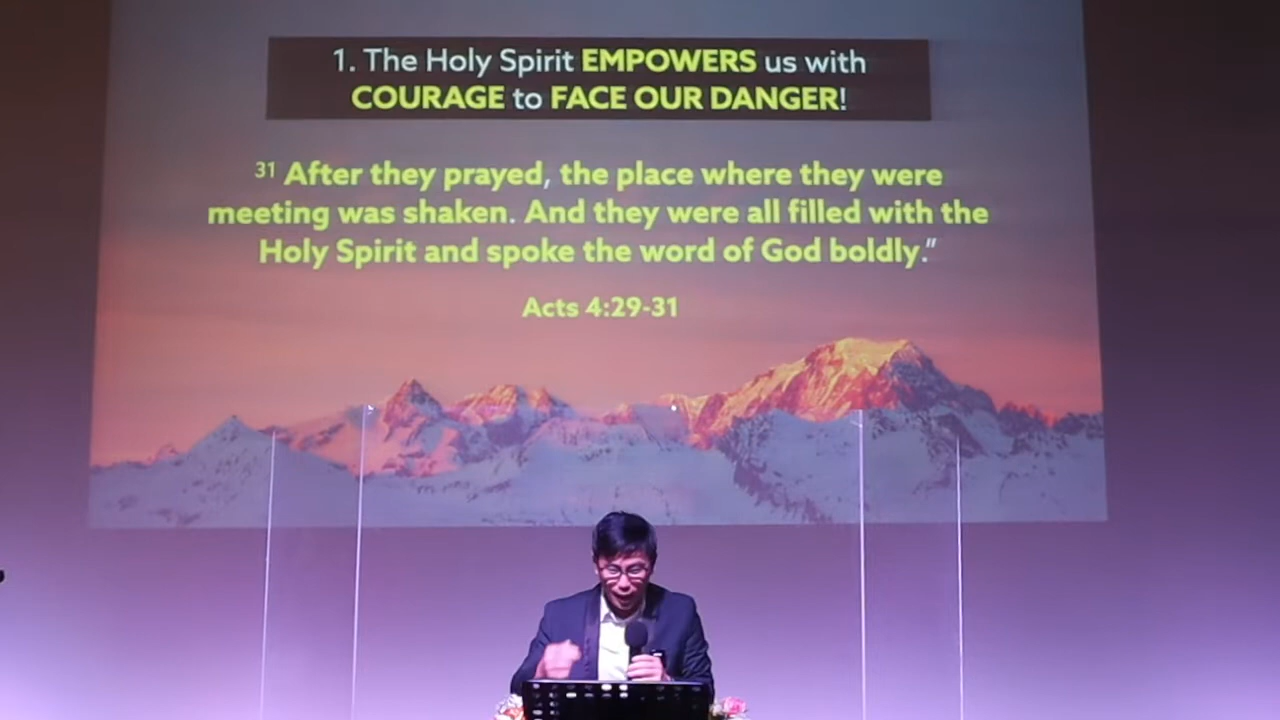 1. The Holy Spirit EMPOWERS us with
COURAGE to FACE OUR DANGER!
31 After they prayed, the place where they were
meeting was shaken. And they were all filled with the
Holy Spirit and spoke the word of God boldly.”
Acts 4:29-31